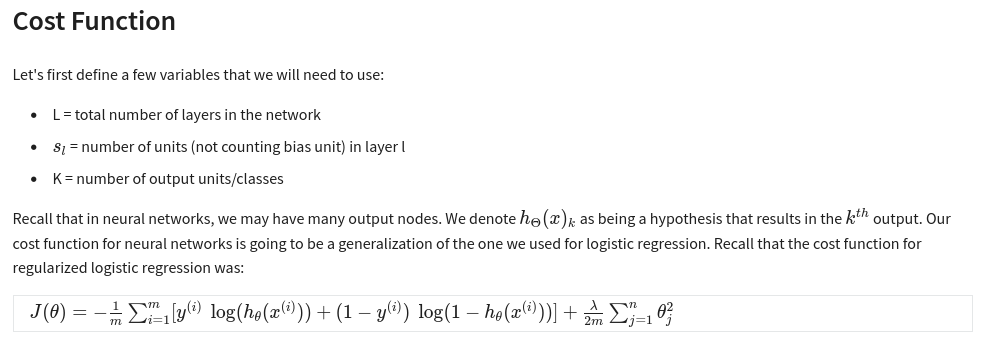 Cost Function
Let's first define a few variables that we will need to use:
• L = total number of layers in the network
• $s_l$ = number of units (not counting bias unit) in layer l
• K = number of output units/classes
Recall that in neural networks, we may have many output nodes. We denote $h_\Theta(x)_k$ as being a hypothesis that results in the $k^{th}$ output. Our
cost function for neural networks is going to be a generalization of the one we used for logistic regression. Recall that the cost function for
regularized logistic regression was:
$J(\theta) = -\frac{1}{m} \sum_{i=1}^{m} [y^{(i)} \log(h_\theta(x^{(i)})) + (1 - y^{(i)}) \log(1 - h_\theta(x^{(i)}))] + \frac{\lambda}{2m} \sum_{j=1}^{n} \theta_j^2$